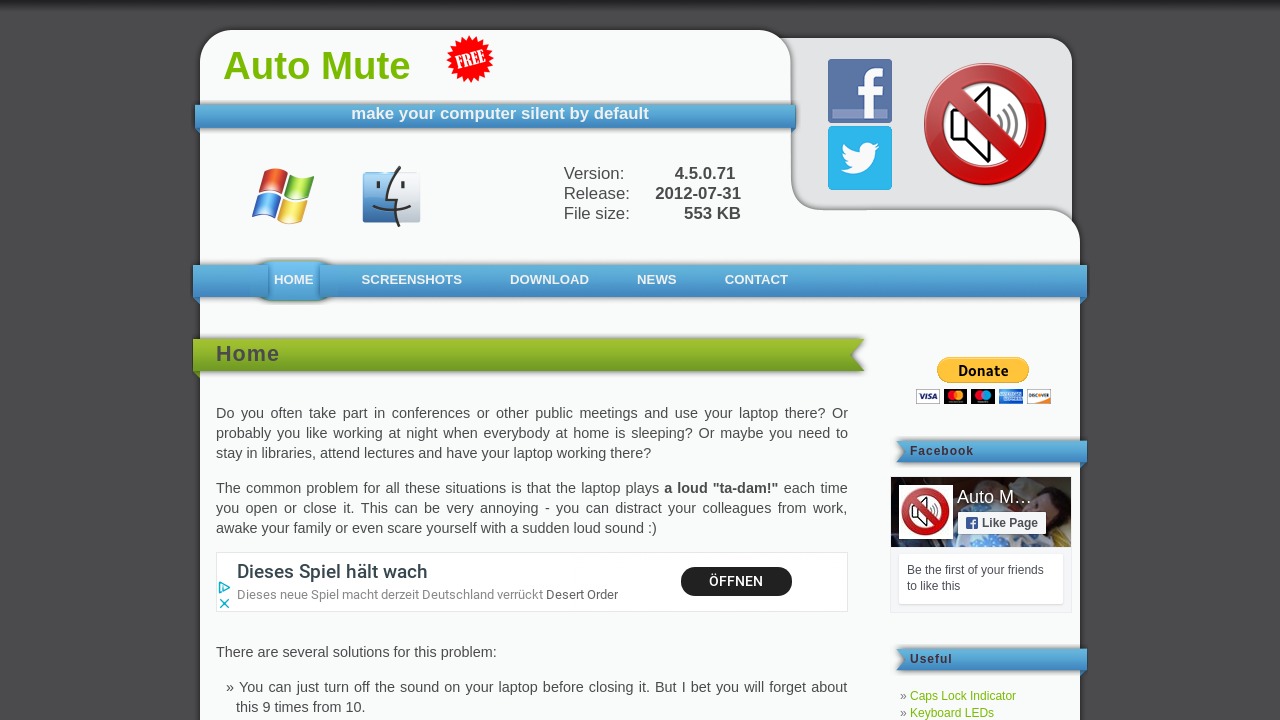 Auto Mute
FREE
make your computer silent by default
Version: 4.5.0.71
Release: 2012-07-31
File size: 553 KB
HOME SCREENSHOTS DOWNLOAD NEWS CONTACT
Home
Do you often take part in conferences or other public meetings and use your laptop there? Or
probably you like working at night when everybody at home is sleeping? Or maybe you need to
stay in libraries, attend lectures and have your laptop working there?
The common problem for all these situations is that the laptop plays a loud "ta-dam!" each time
you open or close it. This can be very annoying - you can distract your colleagues from work,
awake your family or even scare yourself with a sudden loud sound :)
Dieses Spiel hält wach
Dieses neue Spiel macht derzeit Deutschland verrückt Desert Order
ÖFFNEN
There are several solutions for this problem:
» You can just turn off the sound on your laptop before closing it. But I bet you will forget about
this 9 times from 10.
Donate
VISA DISCOVER
Facebook
Auto M…
Like Page
Be the first of your friends
to like this
Useful
» Caps Lock Indicator
» Keyboard LEDs